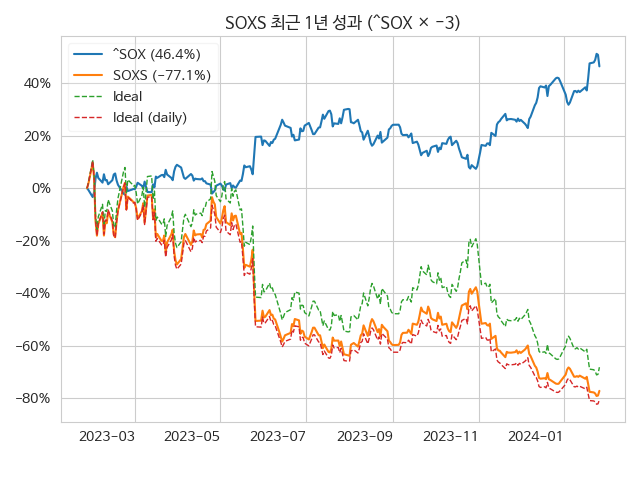 SOXS 최근 1년 성과 (^SOX × −3)
^SOX (46.4%)
SOXS (−77.1%)
Ideal
Ideal (daily)
40%
20%
0%
−20%
−40%
−60%
−80%
2023−03
2023−05
2023−07
2023−09
2023−11
2024−01